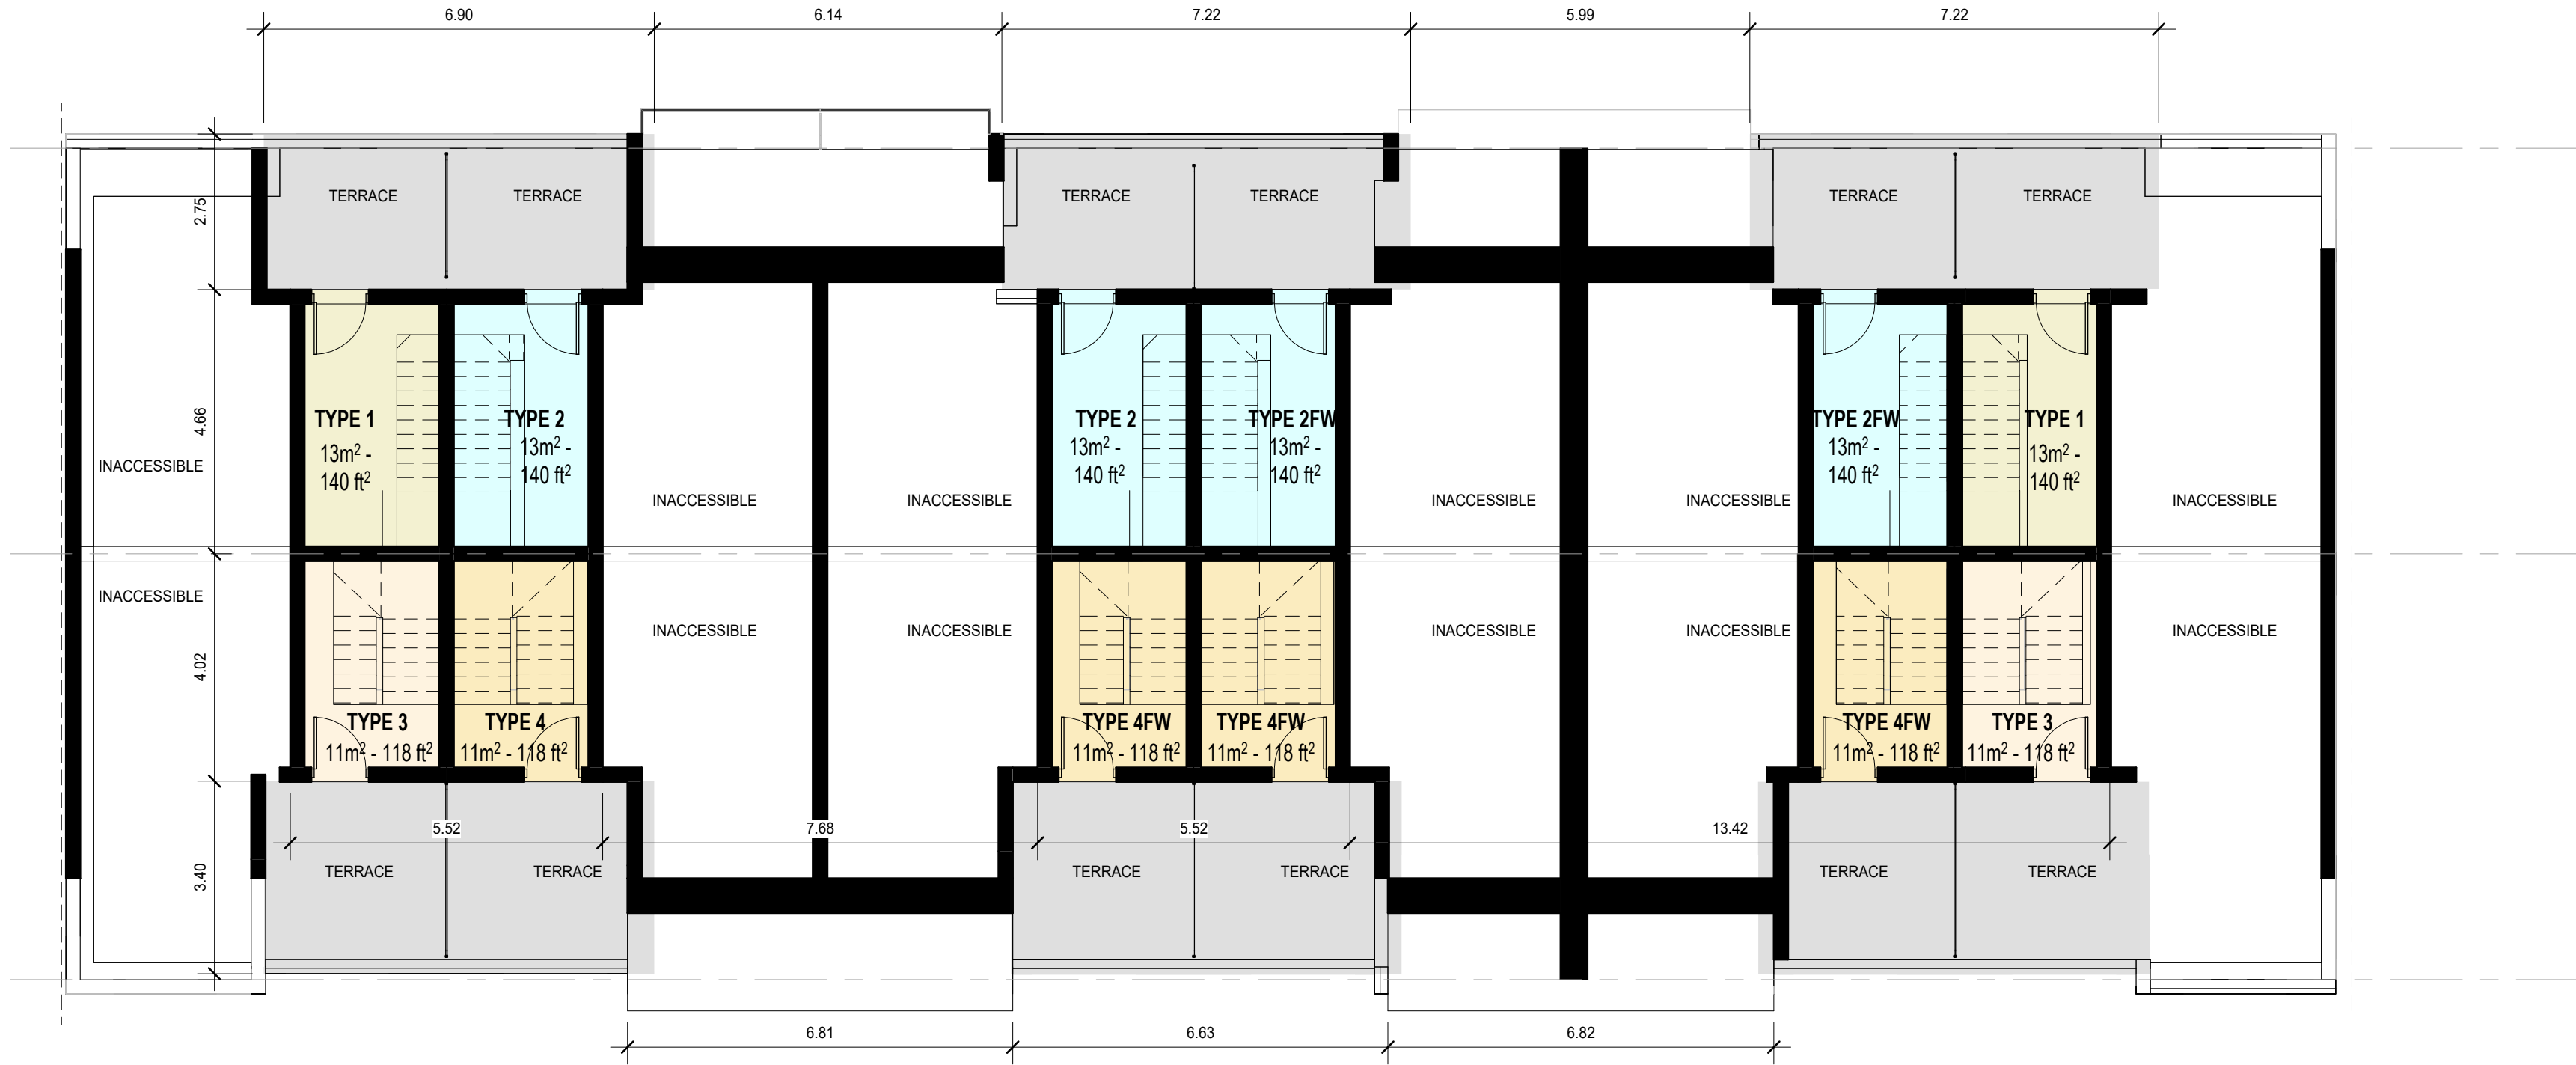 6.90
6.14
7.22
5.99
7.22
2.75
TERRACE
TERRACE
TERRACE
TERRACE
TERRACE
TERRACE
4.66
TYPE 1
13m² -
140 ft²
TYPE 2
13m² -
140 ft²
TYPE 2
13m² -
140 ft²
TYPE 2FW
13m² -
140 ft²
TYPE 2FW
13m² -
140 ft²
TYPE 1
13m² -
140 ft²
INACCESSIBLE
INACCESSIBLE
INACCESSIBLE
INACCESSIBLE
INACCESSIBLE
INACCESSIBLE
INACCESSIBLE
INACCESSIBLE
INACCESSIBLE
INACCESSIBLE
INACCESSIBLE
INACCESSIBLE
4.02
TYPE 3
11m² - 118 ft²
TYPE 4
11m² - 118 ft²
TYPE 4FW
11m² - 118 ft²
TYPE 4FW
11m² - 118 ft²
TYPE 4FW
11m² - 118 ft²
TYPE 3
11m² - 118 ft²
5.52
7.68
5.52
13.42
3.40
TERRACE
TERRACE
TERRACE
TERRACE
TERRACE
TERRACE
6.81
6.63
6.82